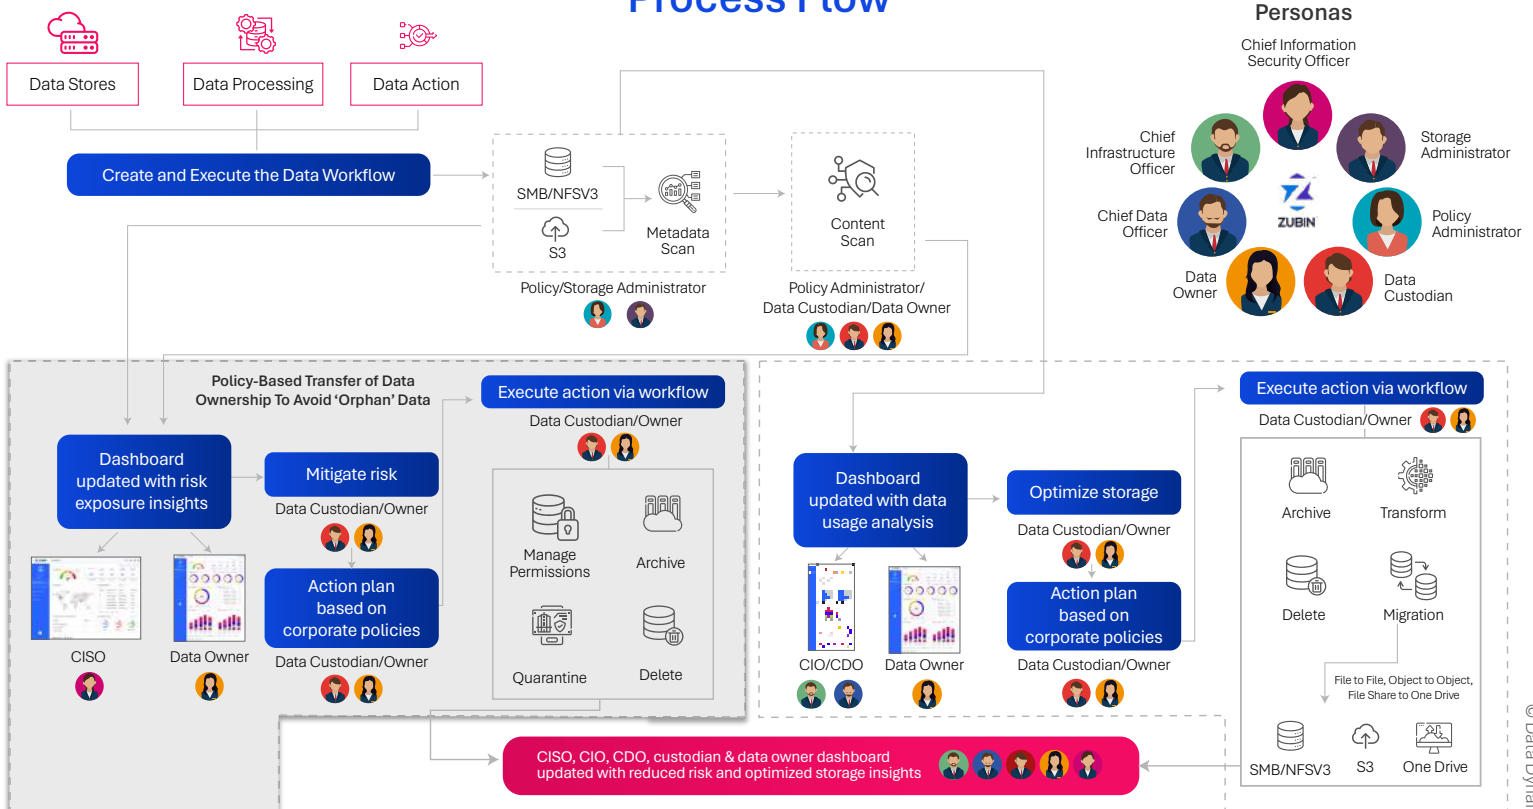 Process Flow
Data Stores
Data Processing
Data Action
Create and Execute the Data Workflow
SMB/NFSV3
S3
Metadata
Scan
Policy/Storage Administrator
Content
Scan
Policy Administrator/
Data Custodian/Data Owner
Personas
Chief Information
Security Officer
Chief
Infrastructure
Officer
Storage
Administrator
Chief Data
Officer
ZUBIN
Policy
Administrator
Data
Owner
Data
Custodian
Policy-Based Transfer of Data
Ownership To Avoid ‘Orphan’ Data
Dashboard
updated with risk
exposure insights
CISO
Data Owner
Mitigate risk
Data Custodian/Owner
Action plan
based on
corporate policies
Data Custodian/Owner
Execute action via workflow
Data Custodian/Owner
Manage
Permissions
Archive
Quarantine
Delete
Dashboard
updated with data
usage analysis
CIO/CDO
Data Owner
Optimize storage
Data Custodian/Owner
Action plan
based on
corporate policies
Data Custodian/Owner
Execute action via workflow
Data Custodian/Owner
Archive
Transform
Delete
Migration
File to File, Object to Object,
File Share to One Drive
SMB/NFSV3
S3
One Drive
CISO, CIO, CDO, custodian & data owner dashboard
updated with reduced risk and optimized storage insights
© Data Dynam